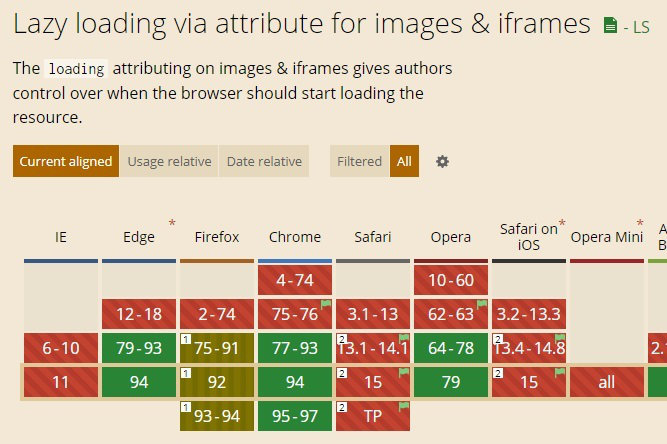 Lazy loading via attribute for images & iframes - LS
The loading attributing on images & iframes gives authors
control over when the browser should start loading the
resource.
Current aligned Usage relative Date relative Filtered All
IE Edge * Firefox Chrome Safari Opera Safari on iOS * Opera Mini *
4-74 10-60
12-18 2-74 75-76 3.1-13 62-63 3.2-13.3
6-10 79-93 1 75-91 77-93 2 13.1-14.1 64-78 2 13.4-14.8
11 94 1 92 94 2 15 79 2 15 all
1 93-94 95-97 2 TP